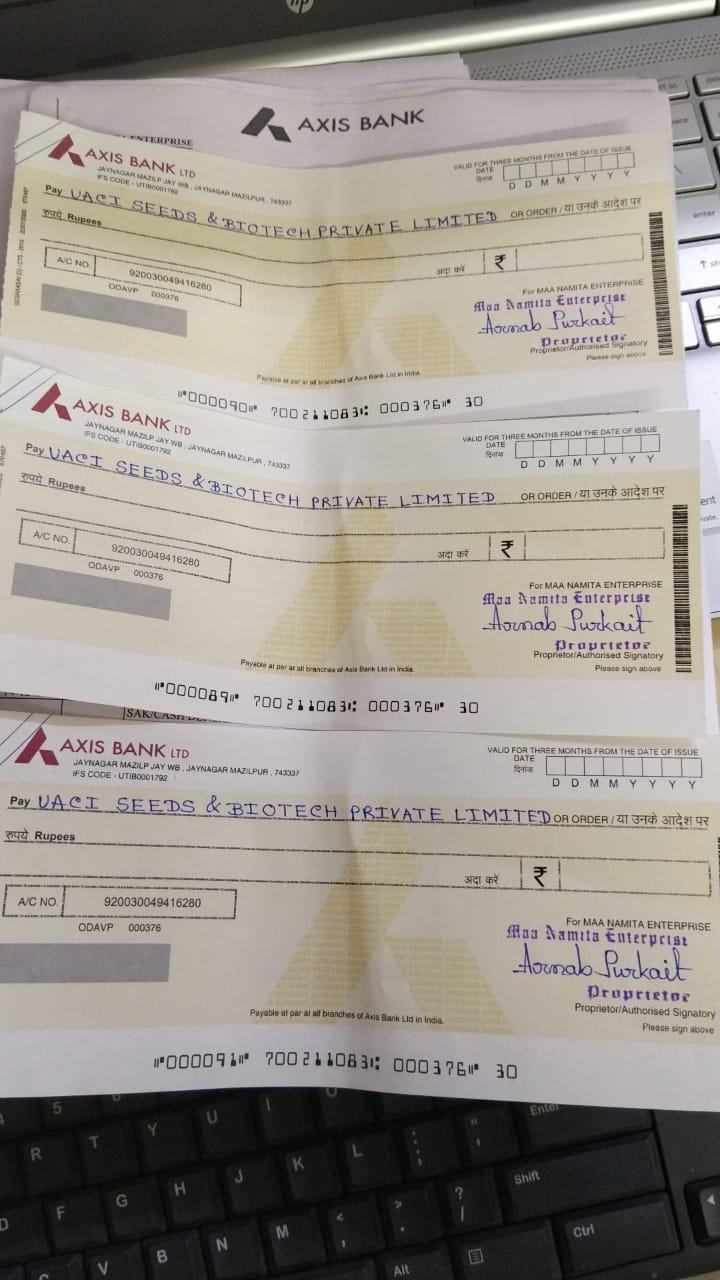 hp
ENTERPRISE
AXIS BANK
AXIS BANK LTD
JAYNAGAR MAZILP JAY WB , JAYNAGAR MAZILPUR , 743337
IFS CODE - UTIB0001792
VALID FOR THREE MONTHS FROM THE DATE OF ISSUE
DATE
दिनांक
D D M M Y Y Y Y
Pay UACI SEEDS & BIOTECH PRIVATE LIMITED OR ORDER / या उनके आदेश पर
रुपये Rupees
अदा करें ₹
A/C NO. 920030049416280
ODAVP 000376
For MAA NAMITA ENTERPRISE
Maa Namita Enterprise
Aornab Purkait
Proprietor
Proprietor/Authorised Signatory
Please sign above
Payable at par at all branches of Axis Bank Ltd in India.
⑈000090⑈ 700211083⑆ 000376⑈ 30
AXIS BANK LTD
JAYNAGAR MAZILP JAY WB , JAYNAGAR MAZILPUR , 743337
IFS CODE - UTIB0001792
VALID FOR THREE MONTHS FROM THE DATE OF ISSUE
DATE
दिनांक
D D M M Y Y Y Y
Pay UACI SEEDS & BIOTECH PRIVATE LIMITED OR ORDER / या उनके आदेश पर
रुपये Rupees
अदा करें ₹
A/C NO. 920030049416280
ODAVP 000376
For MAA NAMITA ENTERPRISE
Maa Namita Enterprise
Aornab Purkait
Proprietor
Proprietor/Authorised Signatory
Please sign above
Payable at par at all branches of Axis Bank Ltd in India.
⑈000089⑈ 700211083⑆ 000376⑈ 30
AXIS BANK LTD
JAYNAGAR MAZILP JAY WB , JAYNAGAR MAZILPUR , 743337
IFS CODE - UTIB0001792
VALID FOR THREE MONTHS FROM THE DATE OF ISSUE
DATE
दिनांक
D D M M Y Y Y Y
Pay UACI SEEDS & BIOTECH PRIVATE LIMITED OR ORDER / या उनके आदेश पर
रुपये Rupees
अदा करें ₹
A/C NO. 920030049416280
ODAVP 000376
For MAA NAMITA ENTERPRISE
Maa Namita Enterprise
Aornab Purkait
Proprietor
Proprietor/Authorised Signatory
Please sign above
Payable at par at all branches of Axis Bank Ltd in India.
⑈000091⑈ 700211083⑆ 000376⑈ 30
5
R T Y U I
Enter
F G H J K L
Shift
V B N M
Alt
Ctrl